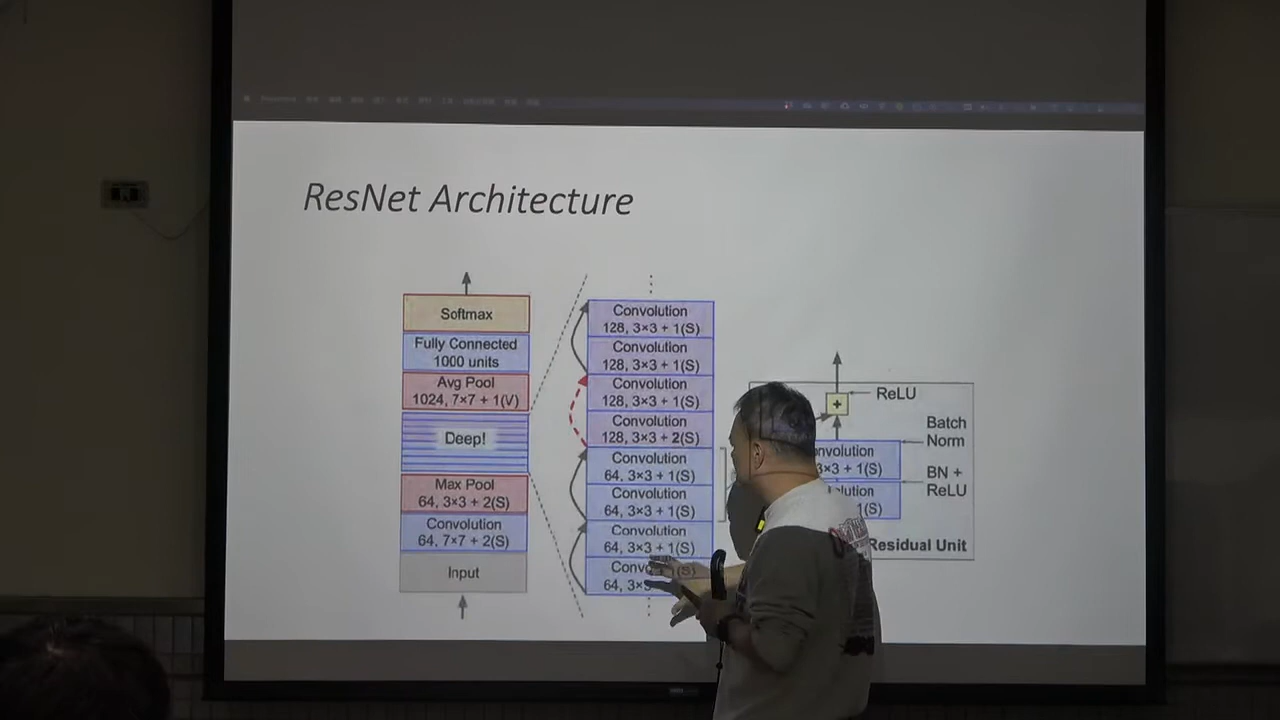 ResNet Architecture
Softmax
Fully Connected
1000 units
Avg Pool
1024, 7×7 + 1(V)
Deep!
Max Pool
64, 3×3 + 2(S)
Convolution
64, 7×7 + 2(S)
Input
Convolution
128, 3×3 + 1(S)
Convolution
128, 3×3 + 1(S)
Convolution
128, 3×3 + 1(S)
Convolution
128, 3×3 + 2(S)
Convolution
64, 3×3 + 1(S)
Convolution
64, 3×3 + 1(S)
Convolution
64, 3×3 + 1(S)
Conv
64, 3×3
+
ReLU
Batch
Norm
nvolution
3×3 + 1(S)
BN +
ReLU
lution
1(S)
Residual Unit